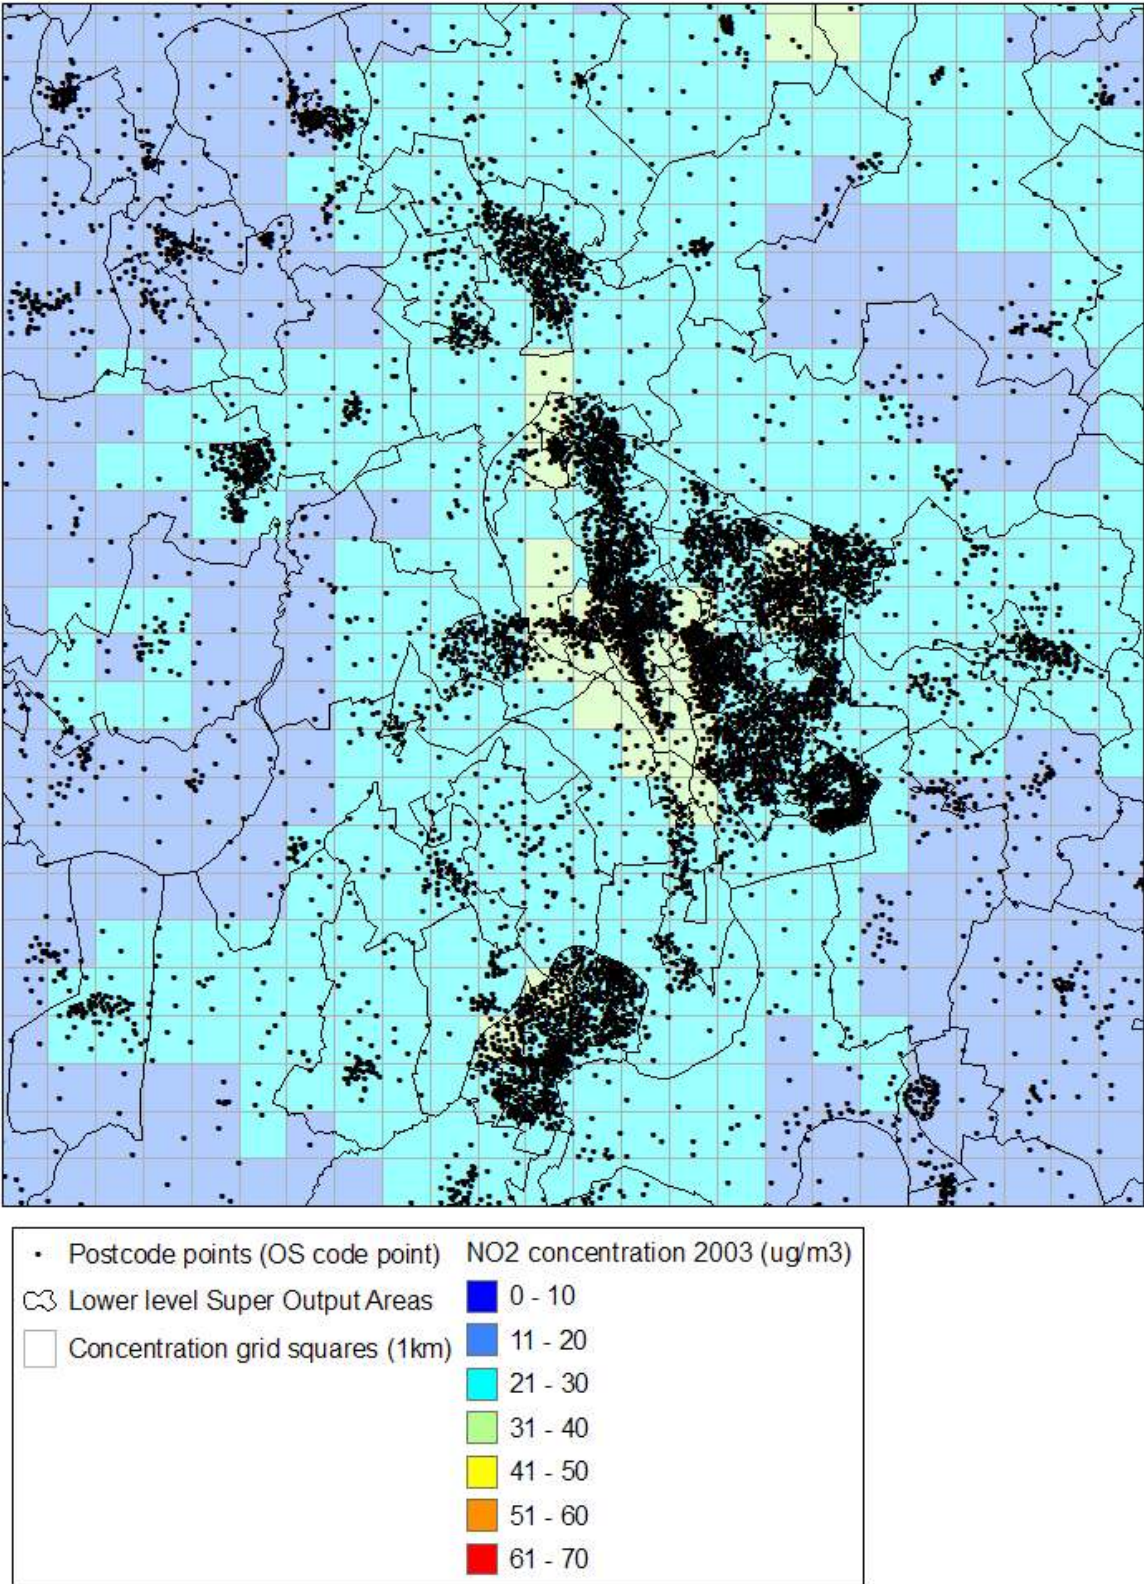 Postcode points (OS code point)
Lower level Super Output Areas
Concentration grid squares (1km)
NO2 concentration 2003 (ug/m3)
0 - 10
11 - 20
21 - 30
31 - 40
41 - 50
51 - 60
61 - 70